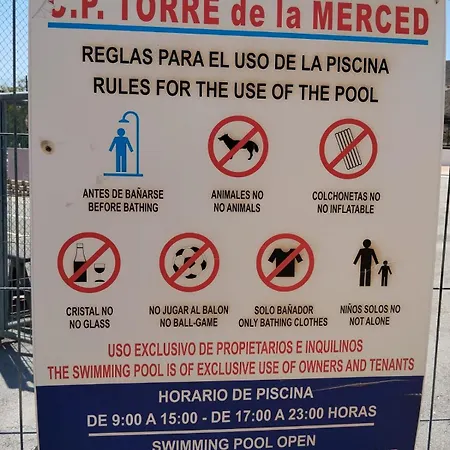 C.P. TORRE de la MERCED
REGLAS PARA EL USO DE LA PISCINA
RULES FOR THE USE OF THE POOL
ANTES DE BAÑARSE
BEFORE BATHING
ANIMALES NO
NO ANIMALS
COLCHONETAS NO
NO INFLATABLE
CRISTAL NO
NO GLASS
NO JUGAR AL BALON
NO BALL-GAME
SOLO BAÑADOR
ONLY BATHING CLOTHES
NIÑOS SOLOS NO
NOT ALONE
USO EXCLUSIVO DE PROPIETARIOS E INQUILINOS
THE SWIMMING POOL IS OF EXCLUSIVE USE OF OWNERS AND TENANTS
HORARIO DE PISCINA
DE 9:00 A 15:00 - DE 17:00 A 23:00 HORAS
SWIMMING POOL OPEN